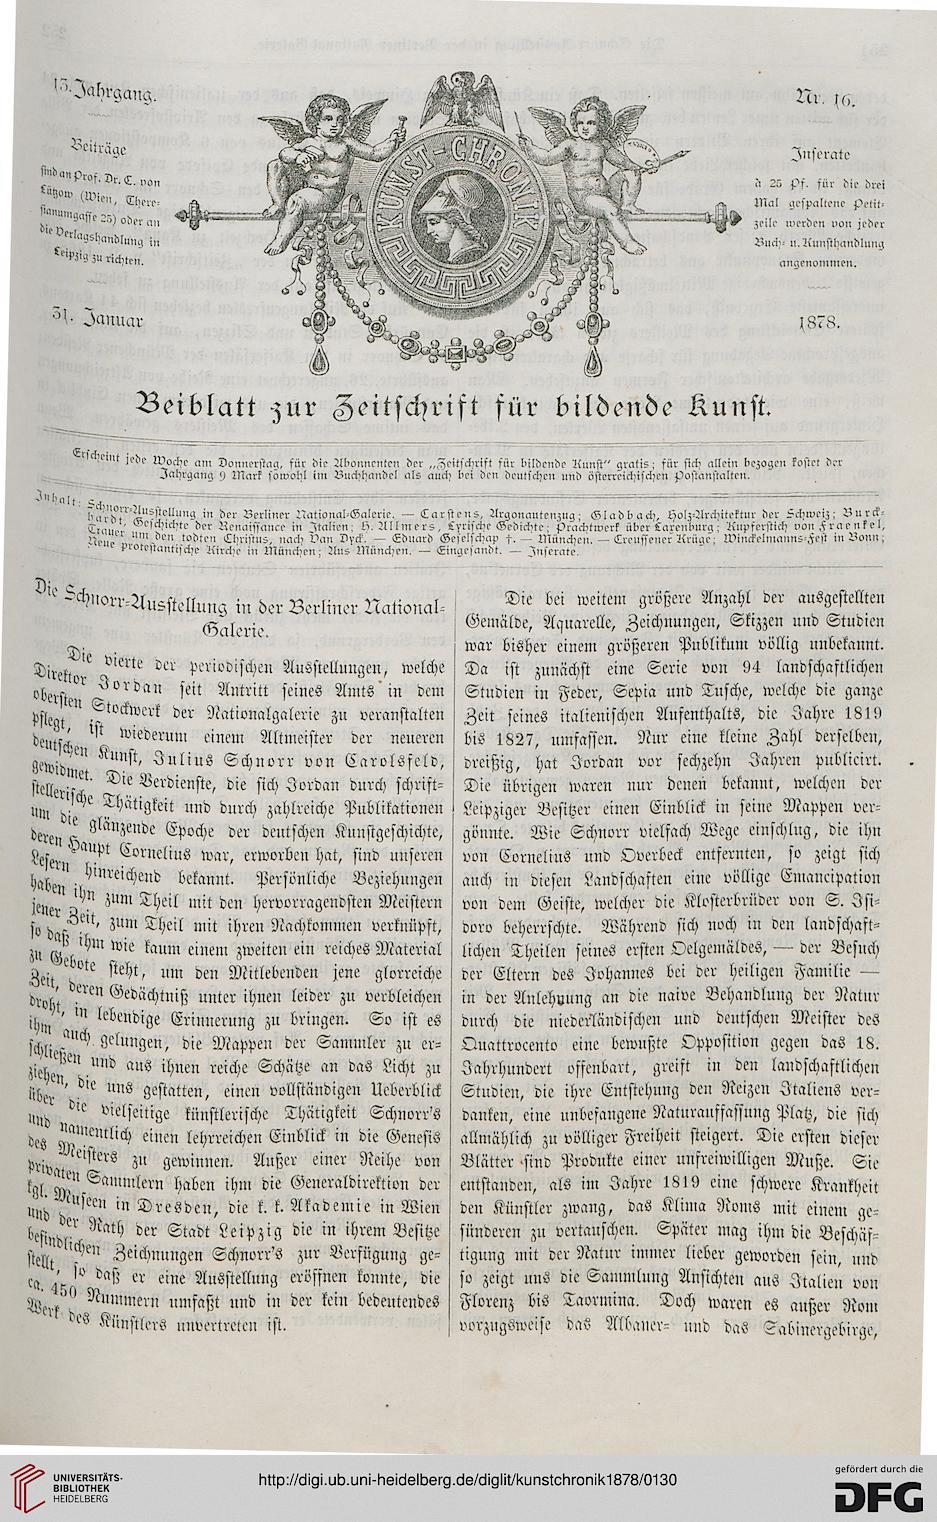 13. Jahrgang.
Nr. 16.
Beiträge
sind an Prof. Dr. C. von
Lützow (Wien, There-
sianumgasse 25) oder an
die Verlagshandlung in
Leipzig zu richten.
31. Januar
KUNST-CHRONIK
Inserate
à 25 Pf. für die drei
Mal gespaltene Petit-
zeile werden von jeder
Buch- u. Kunsthandlung
angenommen.
1878.
Beiblatt zur Zeitschrift für bildende Kunst.
Erscheint jede Woche am Donnerstag, für die Abonnenten der „Zeitschrift für bildende Kunst“ gratis; für sich allein bezogen kostet der
Jahrgang 9 Mark sowohl im Buchhandel als auch bei den deutschen und österreichischen Postanstalten.
Inhalt: Schnorr-Ausstellung in der Berliner National-Galerie. — Carstens, Argonautenzug; Gladbach, Holz-Architektur der Schweiz; Burck-
hardt, Geschichte der Renaissance in Italien; H. Allmers, Lyrische Gedichte; Prachtwerk über Laxenburg; Kupferstich von Fraenkel,
Trauer um den todten Christus, nach Van Dyck. — Eduard Geselschap †. — München. — Creussener Krüge; Winckelmanns-Fest in Bonn;
Neue protestantische Kirche in München; Aus München. — Eingesandt. — Inserate.
Die Schnorr-Ausstellung in der Berliner National-
Galerie.
Die vierte der periodischen Ausstellungen, welche
Direktor Jordan seit Antritt seines Amts in dem
obersten Stockwerk der Nationalgalerie zu veranstalten
pflegt, ist wiederum einem Altmeister der neueren
deutschen Kunst, Julius Schnorr von Carolsfeld,
gewidmet. Die Verdienste, die sich Jordan durch schrift-
stellerische Thätigkeit und durch zahlreiche Publikationen
um die glänzende Epoche der deutschen Kunstgeschichte,
deren Haupt Cornelius war, erworben hat, sind unseren
Lesern hinreichend bekannt. Persönliche Beziehungen
haben ihn zum Theil mit den hervorragendsten Meistern
jener Zeit, zum Theil mit ihren Nachkommen verknüpft,
so daß ihm wie kaum einem zweiten ein reiches Material
zu Gebote steht, um den Mitlebenden jene glorreiche
Zeit, deren Gedächtniß unter ihnen leider zu verbleichen
droht, in lebendige Erinnerung zu bringen. So ist es
ihm auch gelungen, die Mappen der Sammler zu er-
schließen und aus ihnen reiche Schätze an das Licht zu
ziehen, die uns gestatten, einen vollständigen Ueberblick
über die vielseitige künstlerische Thätigkeit Schnorr's
und namentlich einen lehrreichen Einblick in die Genesis
des Meisters zu gewinnen. Außer einer Reihe von
privaten Sammlern haben ihm die Generaldirektion der
kgl. Museen in Dresden, die k. k. Akademie in Wien
und der Rath der Stadt Leipzig die in ihrem Besitze
befindlichen Zeichnungen Schnorr's zur Verfügung ge-
stellt, so daß er eine Ausstellung eröffnen konnte, die
ca. 450 Nummern umfaßt und in der kein bedeutendes
Werk des Künstlers unvertreten ist.
Die bei weitem größere Anzahl der ausgestellten
Gemälde, Aquarelle, Zeichnungen, Skizzen und Studien
war bisher einem größeren Publikum völlig unbekannt.
Da ist zunächst eine Serie von 94 landschaftlichen
Studien in Feder, Sepia und Tusche, welche die ganze
Zeit seines italienischen Aufenthalts, die Jahre 1819
bis 1827, umfassen. Nur eine kleine Zahl derselben,
dreißig, hat Jordan vor sechzehn Jahren publicirt.
Die übrigen waren nur denen bekannt, welchen der
Leipziger Besitzer einen Einblick in seine Mappen ver-
gönnte. Wie Schnorr vielfach Wege einschlug, die ihn
von Cornelius und Overbeck entfernten, so zeigt sich
auch in diesen Landschaften eine völlige Emancipation
von dem Geiste, welcher die Klosterbrüder von S. Isi-
doro beherrschte. Während sich noch in den landschaft-
lichen Theilen seines ersten Oelgemäldes, — der Besuch
der Eltern des Johannes bei der heiligen Familie —
in der Anlehnung an die naive Behandlung der Natur
durch die niederländischen und deutschen Meister des
Quattrocento eine bewußte Opposition gegen das 18.
Jahrhundert offenbart, greift in den landschaftlichen
Studien, die ihre Entstehung den Reizen Italiens ver-
danken, eine unbefangene Naturauffassung Platz, die sich
allmählich zu völliger Freiheit steigert. Die ersten dieser
Blätter sind Produkte einer unfreiwilligen Muße. Sie
entstanden, als im Jahre 1819 eine schwere Krankheit
den Künstler zwang, das Klima Roms mit einem ge-
sünderen zu vertauschen. Später mag ihm die Beschäf-
tigung mit der Natur immer lieber geworden sein, und
so zeigt uns die Sammlung Ansichten aus Italien von
Florenz bis Taormina. Doch waren es außer Rom
vorzugsweise das Albaner- und das Sabinergebirge,
UNIVERSITÄTS-
BIBLIOTHEK
HEIDELBERG
http://digi.ub.uni-heidelberg.de/diglit/kunstchronik1878/0130
gefördert durch die
DFG